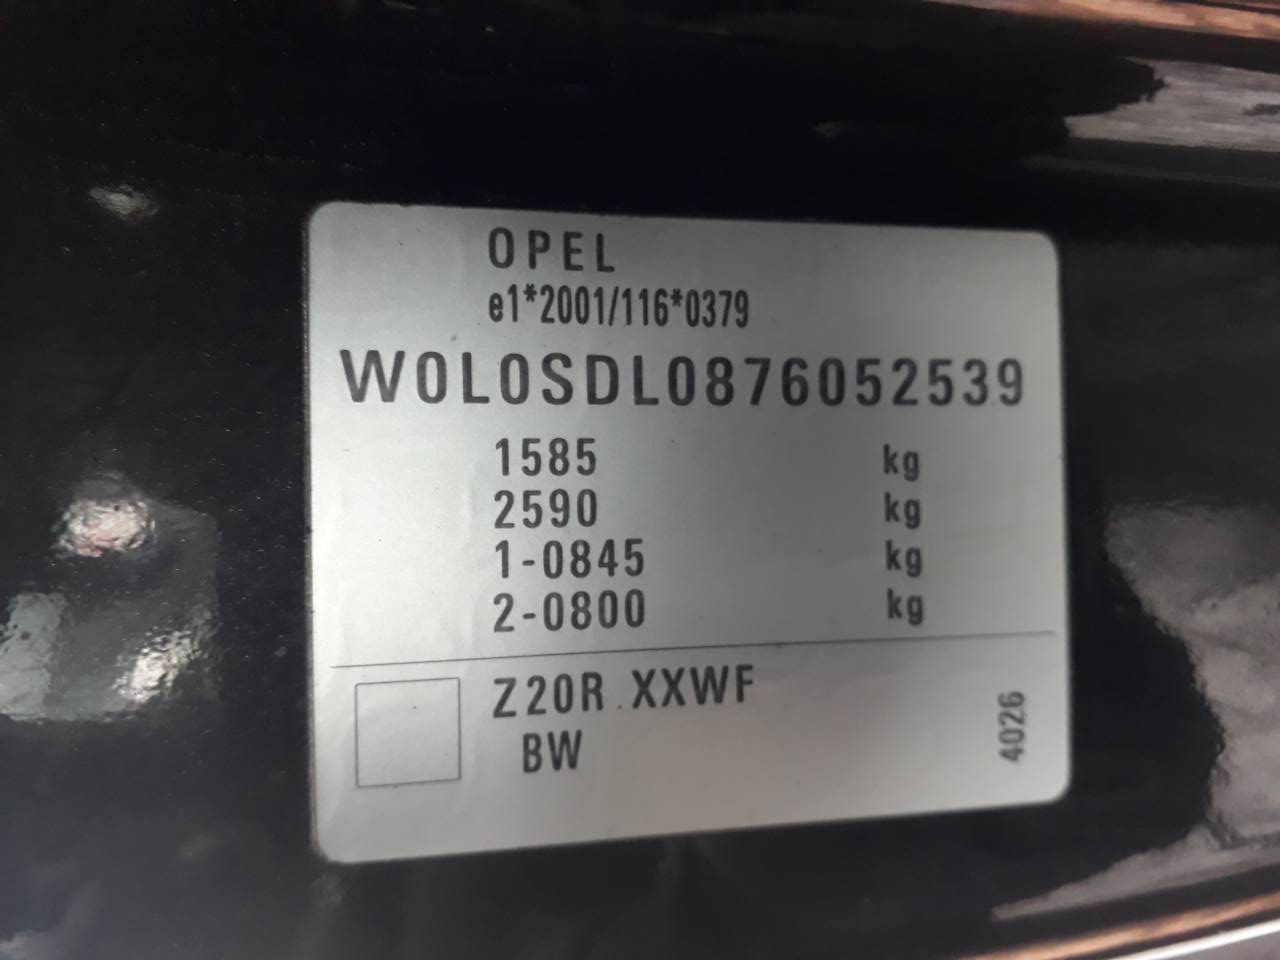 OPEL
e1*2001/116*0379
W0L0SDL0876052539
1585 kg
2590 kg
1-0845 kg
2-0800 kg
Z20R XXWF
BW
4026